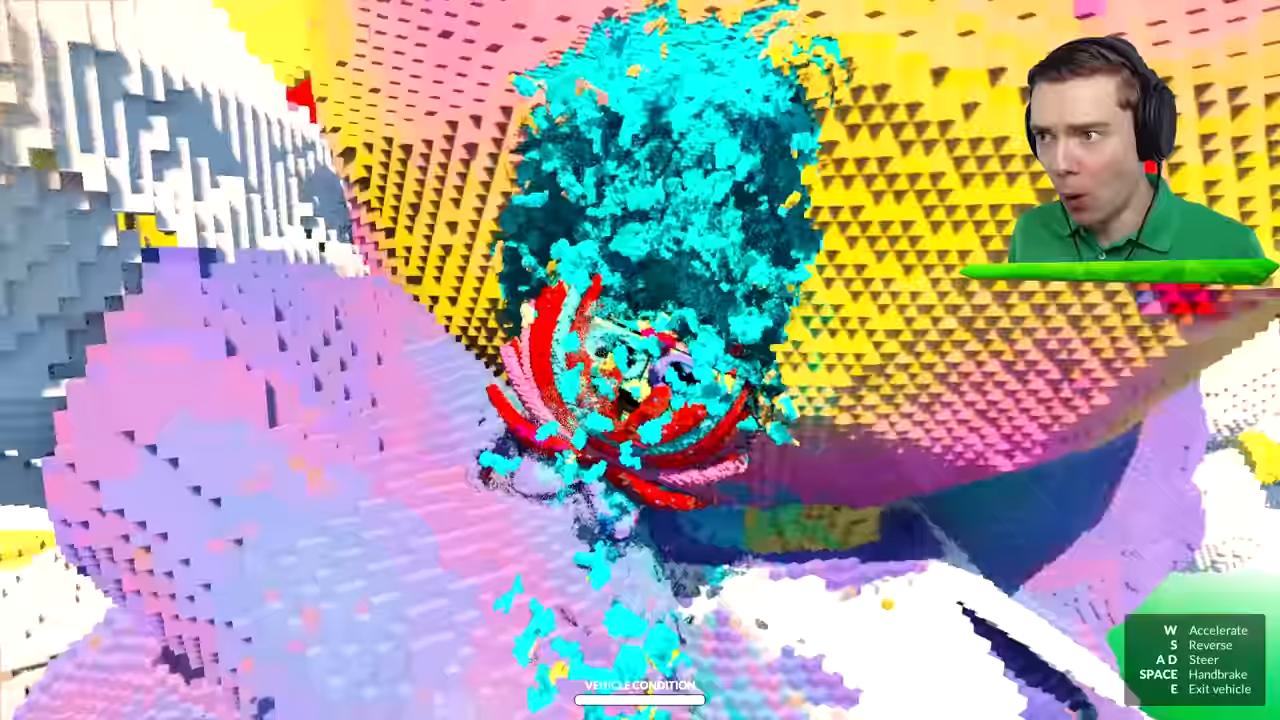 W Accelerate
S Reverse
A D Steer
SPACE Handbrake
E Exit vehicle
VEHICLE CONDITION